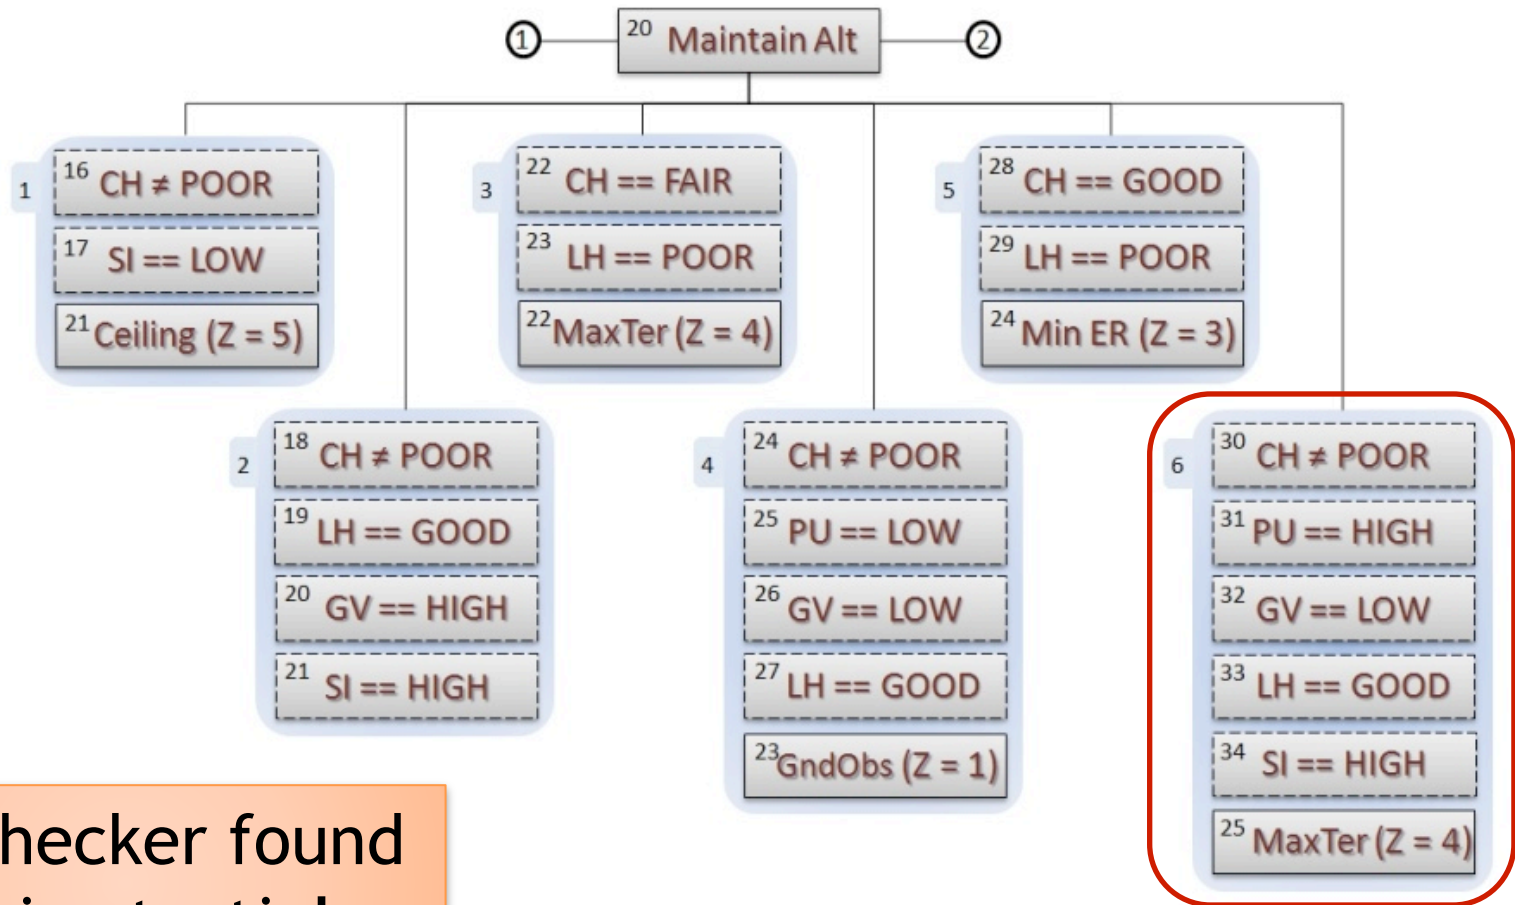 1
20 Maintain Alt
2
1
16 CH ≠ POOR
17 SI == LOW
21 Ceiling (Z = 5)
3
22 CH == FAIR
23 LH == POOR
22 MaxTer (Z = 4)
5
28 CH == GOOD
29 LH == POOR
24 Min ER (Z = 3)
2
18 CH ≠ POOR
19 LH == GOOD
20 GV == HIGH
21 SI == HIGH
4
24 CH ≠ POOR
25 PU == LOW
26 GV == LOW
27 LH == GOOD
23 GndObs (Z = 1)
6
30 CH ≠ POOR
31 PU == HIGH
32 GV == LOW
33 LH == GOOD
34 SI == HIGH
25 MaxTer (Z = 4)
hecker found